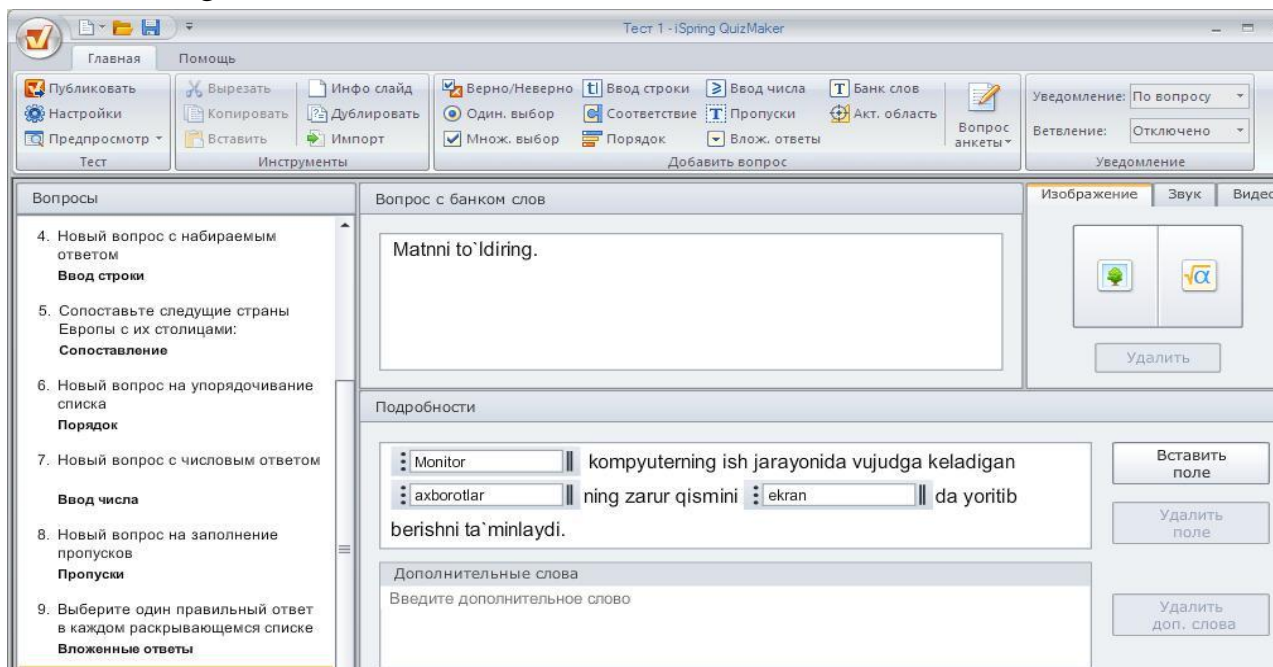 Тест 1 - iSpring QuizMaker
Главная Помощь
Публиковать Вырезать Инфо слайд Верно/Неверно Ввод строки Ввод числа Банк слов
Настройки Копировать Дублировать Один. выбор Соответствие Пропуски Акт. область
Предпросмотр Вставить Импорт Множ. выбор Порядок Влож. ответы
Вопрос анкеты
Уведомление: По вопросу
Ветвление: Отключено
Тест Инструменты Добавить вопрос Уведомление
Вопросы
4. Новый вопрос с набираемым
ответом
Ввод строки
5. Сопоставьте следущие страны
Европы с их столицами:
Сопоставление
6. Новый вопрос на упорядочивание
списка
Порядок
7. Новый вопрос с числовым ответом
Ввод числа
8. Новый вопрос на заполнение
пропусков
Пропуски
9. Выберите один правильный ответ
в каждом раскрывающемся списке
Вложенные ответы
Вопрос с банком слов
Matnni to`ldiring.
Изображение Звук Видео
√α
Удалить
Подробности
Monitor kompyuterning ish jarayonida vujudga keladigan
axborotlar ning zarur qismini ekran da yoritib
berishni ta`minlaydi.
Вставить
поле
Удалить
поле
Дополнительные слова
Введите дополнительное слово
Удалить
доп. слова